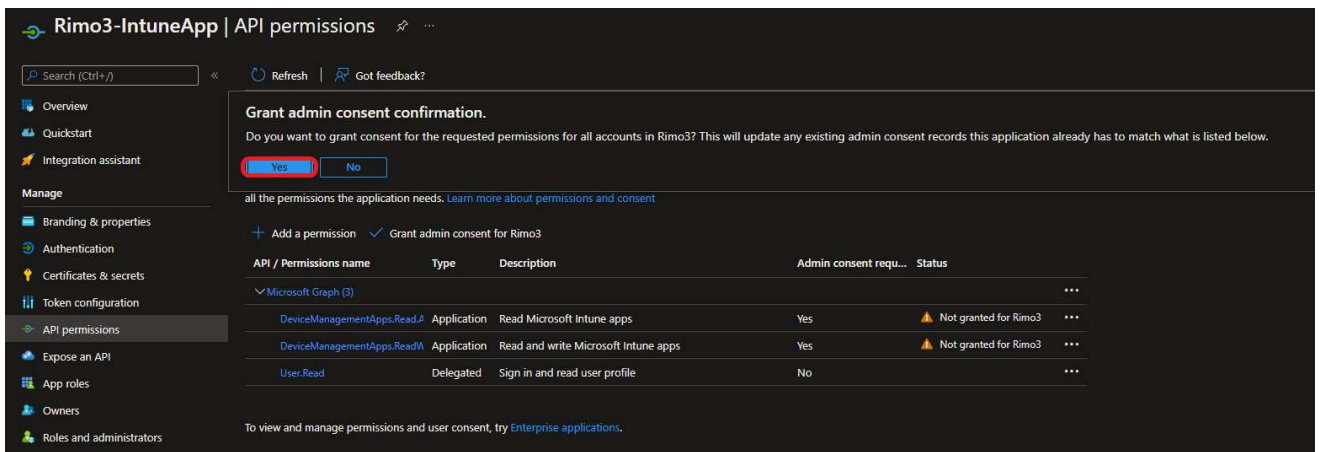 Rimo3-IntuneApp | API permissions
Search (Ctrl+/)
Refresh
Got feedback?
Overview
Quickstart
Integration assistant
Manage
Branding & properties
Authentication
Certificates & secrets
Token configuration
API permissions
Expose an API
App roles
Owners
Roles and administrators
Grant admin consent confirmation.
Do you want to grant consent for the requested permissions for all accounts in Rimo3? This will update any existing admin consent records this application already has to match what is listed below.
Yes No
all the permissions the application needs. Learn more about permissions and consent
Add a permission Grant admin consent for Rimo3
API / Permissions name Type Description Admin consent requ... Status
Microsoft Graph (3)
DeviceManagementApps.Read.A Application Read Microsoft Intune apps Yes Not granted for Rimo3
DeviceManagementApps.ReadW Application Read and write Microsoft Intune apps Yes Not granted for Rimo3
User.Read Delegated Sign in and read user profile No
To view and manage permissions and user consent, try Enterprise applications.